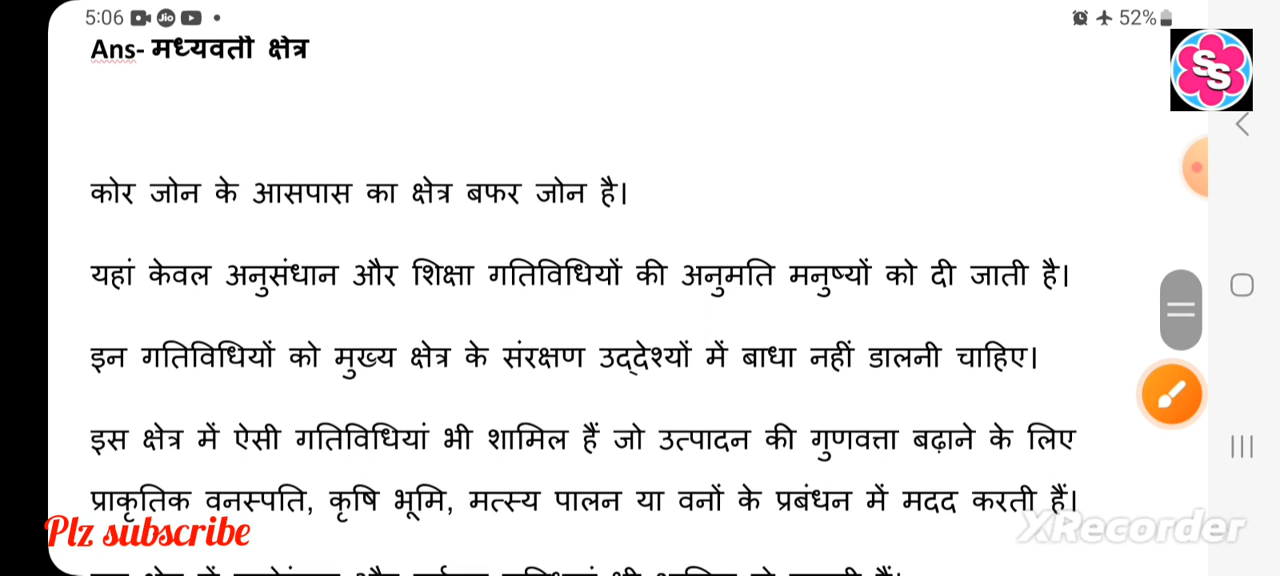 5:06
52%
Ans- मध्यवर्ती क्षेत्र
SS
कोर जोन के आसपास का क्षेत्र बफर जोन है।
यहां केवल अनुसंधान और शिक्षा गतिविधियों की अनुमति मनुष्यों को दी जाती है।
इन गतिविधियों को मुख्य क्षेत्र के संरक्षण उद्देश्यों में बाधा नहीं डालनी चाहिए।
इस क्षेत्र में ऐसी गतिविधियां भी शामिल हैं जो उत्पादन की गुणवत्ता बढ़ाने के लिए
प्राकृतिक वनस्पति, कृषि भूमि, मत्स्य पालन या वनों के प्रबंधन में मदद करती हैं।
Plz subscribe
XRecorder